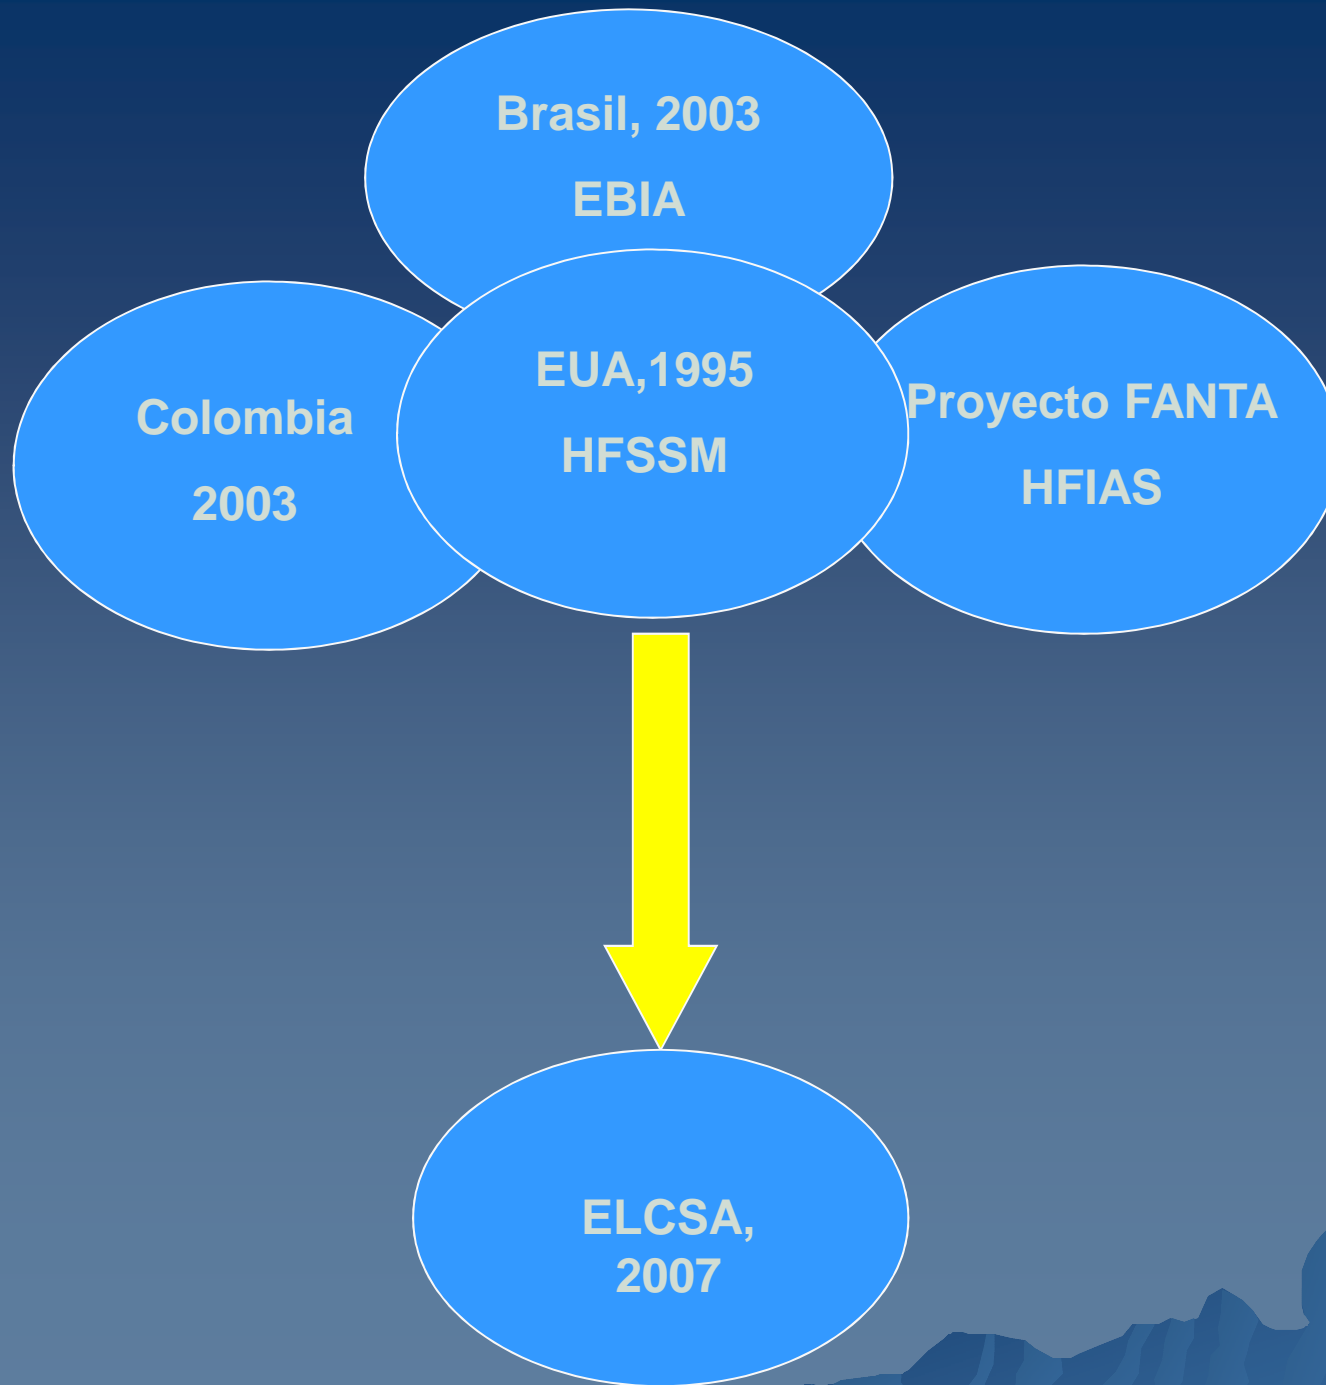 Brasil, 2003
EBIA
EUA,1995
HFSSM
Colombia
2003
Proyecto FANTA
HFIAS
ELCSA,
2007